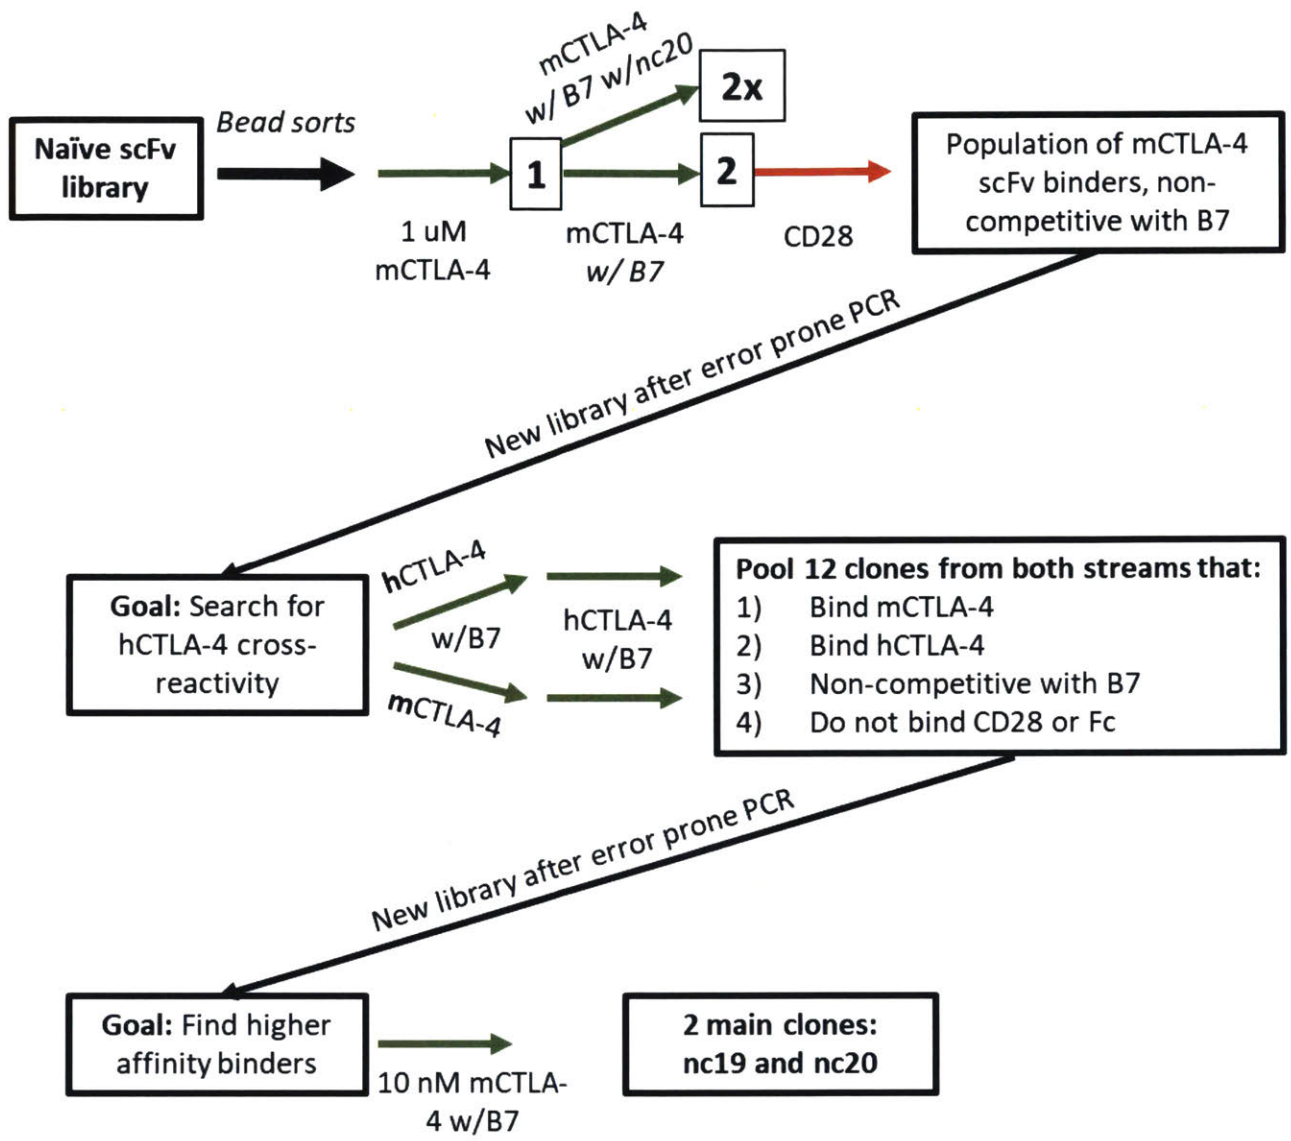 Naïve scFv
library
Bead sorts
1 uM
mCTLA-4
1
mCTLA-4
w/ B7 w/nc20
2x
mCTLA-4
w/ B7
2
CD28
Population of mCTLA-4
scFv binders, non-
competitive with B7
New library after error prone PCR
Goal: Search for
hCTLA-4 cross-
reactivity
hCTLA-4
w/B7
mCTLA-4
hCTLA-4
w/B7
Pool 12 clones from both streams that:
1) Bind mCTLA-4
2) Bind hCTLA-4
3) Non-competitive with B7
4) Do not bind CD28 or Fc
New library after error prone PCR
Goal: Find higher
affinity binders
10 nM mCTLA-
4 w/B7
2 main clones:
nc19 and nc20